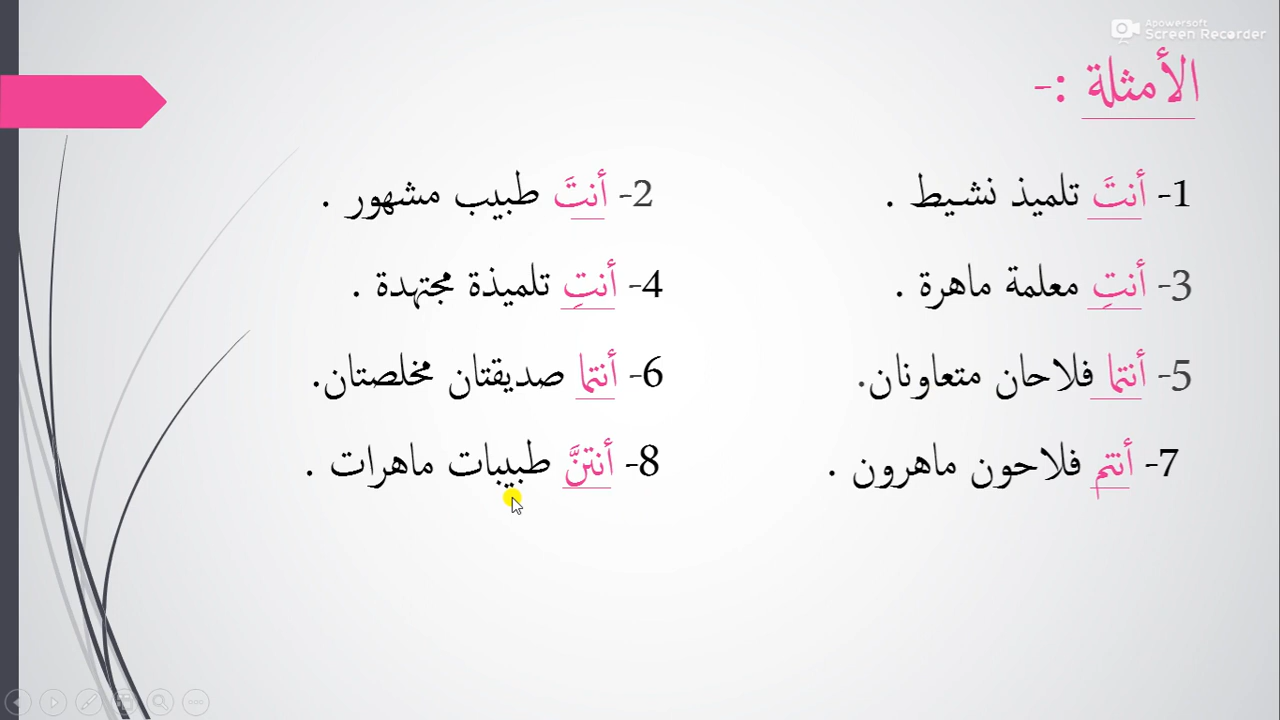 Apowersoft
Screen Recorder
الأمثلة :-
1- أنتَ تلميذ نشيط .
2- أنتَ طبيب مشهور .
3- أنتِ معلمة ماهرة .
4- أنتِ تلميذة مجتهدة .
5- أنتما فلاحان متعاونان.
6- أنتما صديقتان مخلصتان.
7- أنتم فلاحون ماهرون .
8- أنتنَّ طبيبات ماهرات .